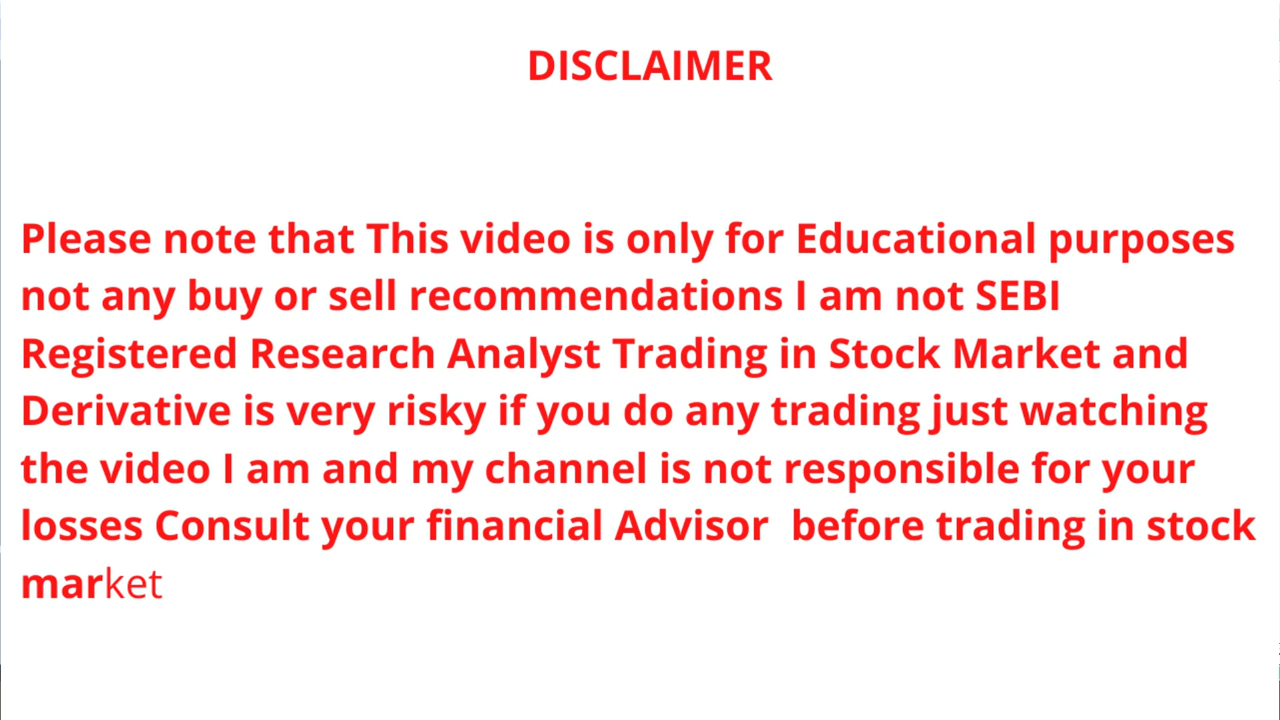 DISCLAIMER
Please note that This video is only for Educational purposes
not any buy or sell recommendations I am not SEBI
Registered Research Analyst Trading in Stock Market and
Derivative is very risky if you do any trading just watching
the video I am and my channel is not responsible for your
losses Consult your financial Advisor  before trading in stock
market